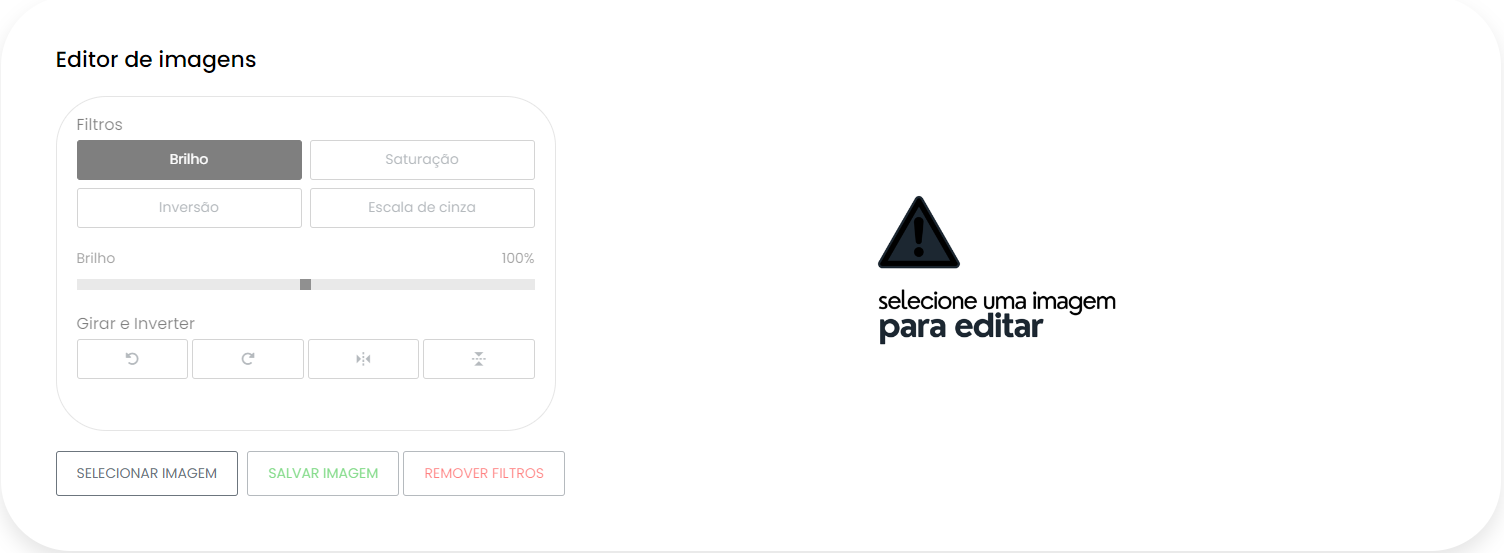 Editor de imagens
Filtros
Brilho
Saturação
Inversão
Escala de cinza
Brilho 100%
Girar e Inverter
SELECIONAR IMAGEM
SALVAR IMAGEM
REMOVER FILTROS
selecione uma imagem
para editar